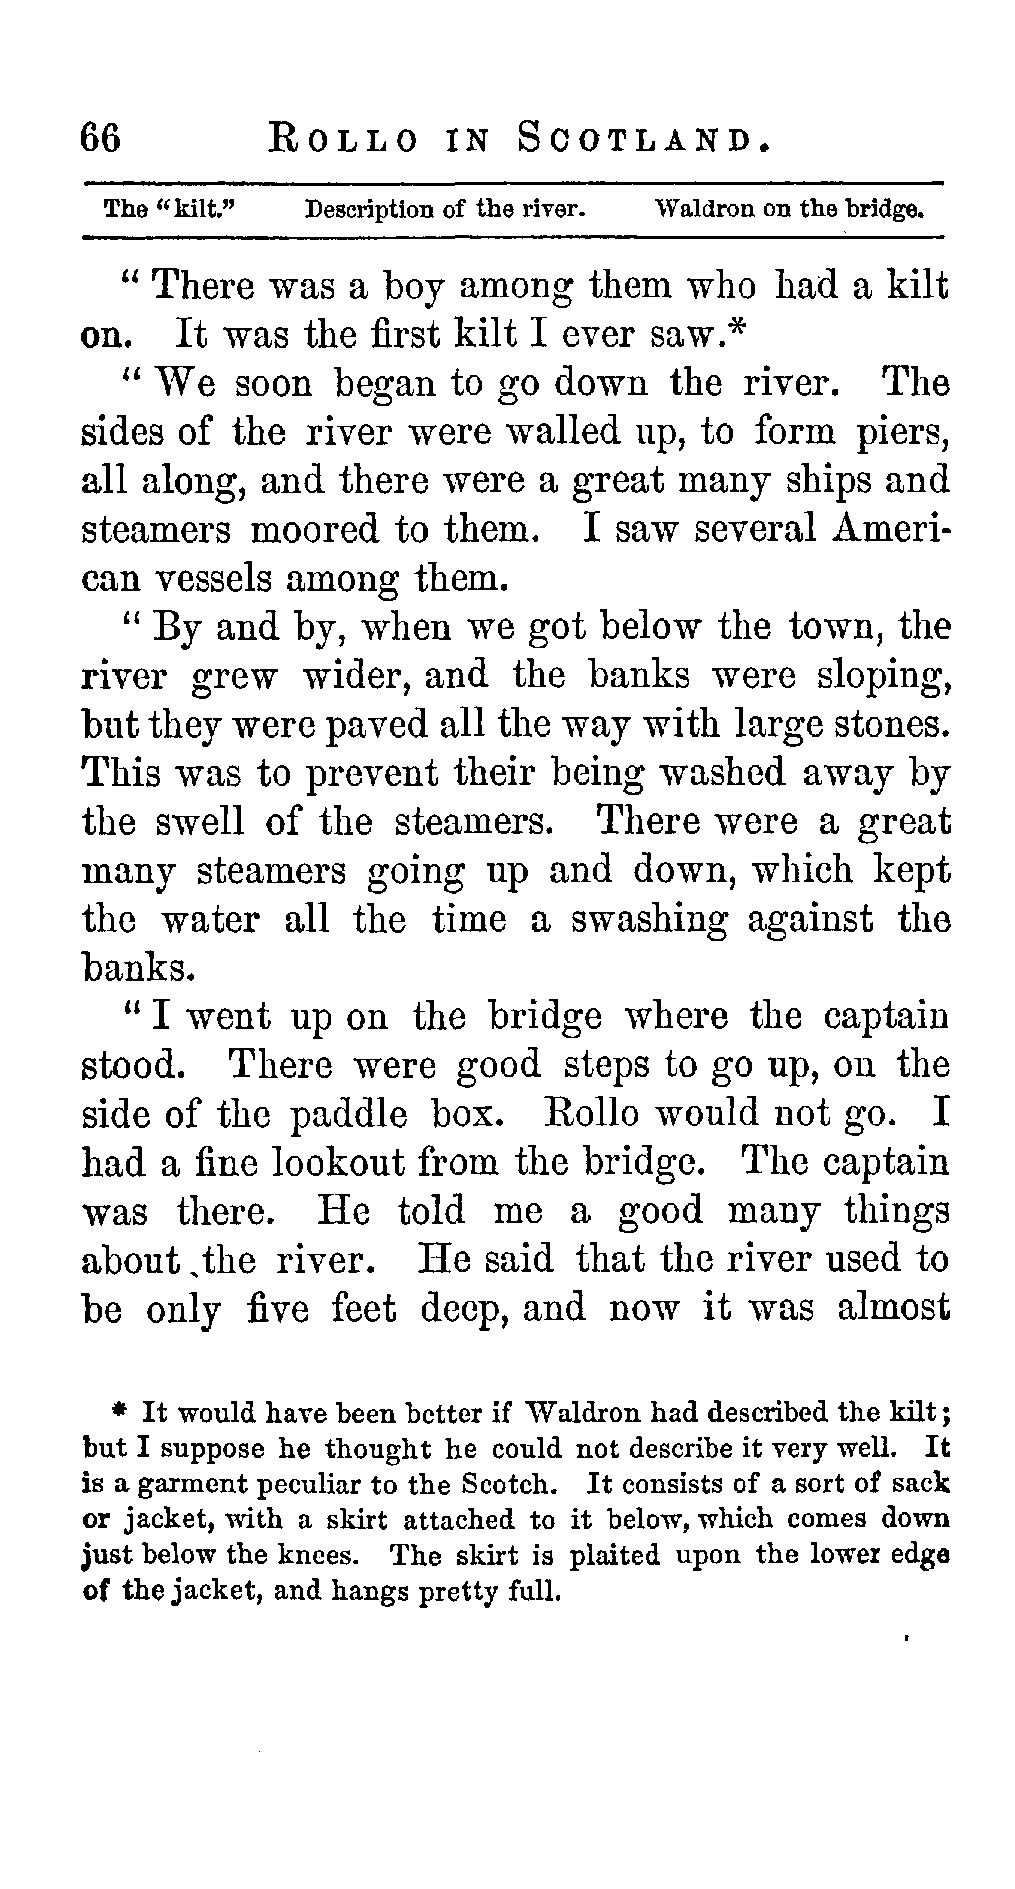 66 ROLLO IN SCOTLAND.
The "kilt." Description of the river. Waldron on the bridge.
" There was a boy among them who had a kilt
on. It was the first kilt I ever saw.*
" We soon began to go down the river. The
sides of the river were walled up, to form piers,
all along, and there were a great many ships and
steamers moored to them. I saw several Ameri-
can vessels among them.
" By and by, when we got below the town, the
river grew wider, and the banks were sloping,
but they were paved all the way with large stones.
This was to prevent their being washed away by
the swell of the steamers. There were a great
many steamers going up and down, which kept
the water all the time a swashing against the
banks.
" I went up on the bridge where the captain
stood. There were good steps to go up, on the
side of the paddle box. Rollo would not go. I
had a fine lookout from the bridge. The captain
was there. He told me a good many things
about the river. He said that the river used to
be only five feet deep, and now it was almost
* It would have been better if Waldron had described the kilt;
but I suppose he thought he could not describe it very well. It
is a garment peculiar to the Scotch. It consists of a sort of sack
or jacket, with a skirt attached to it below, which comes down
just below the knees. The skirt is plaited upon the lower edge
of the jacket, and hangs pretty full.